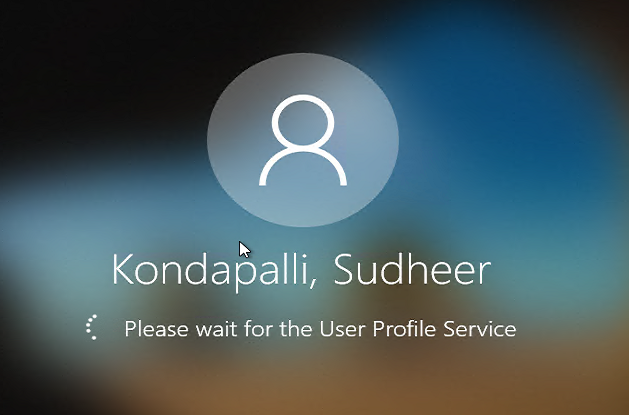 Kondapalli, Sudheer
Please wait for the User Profile Service